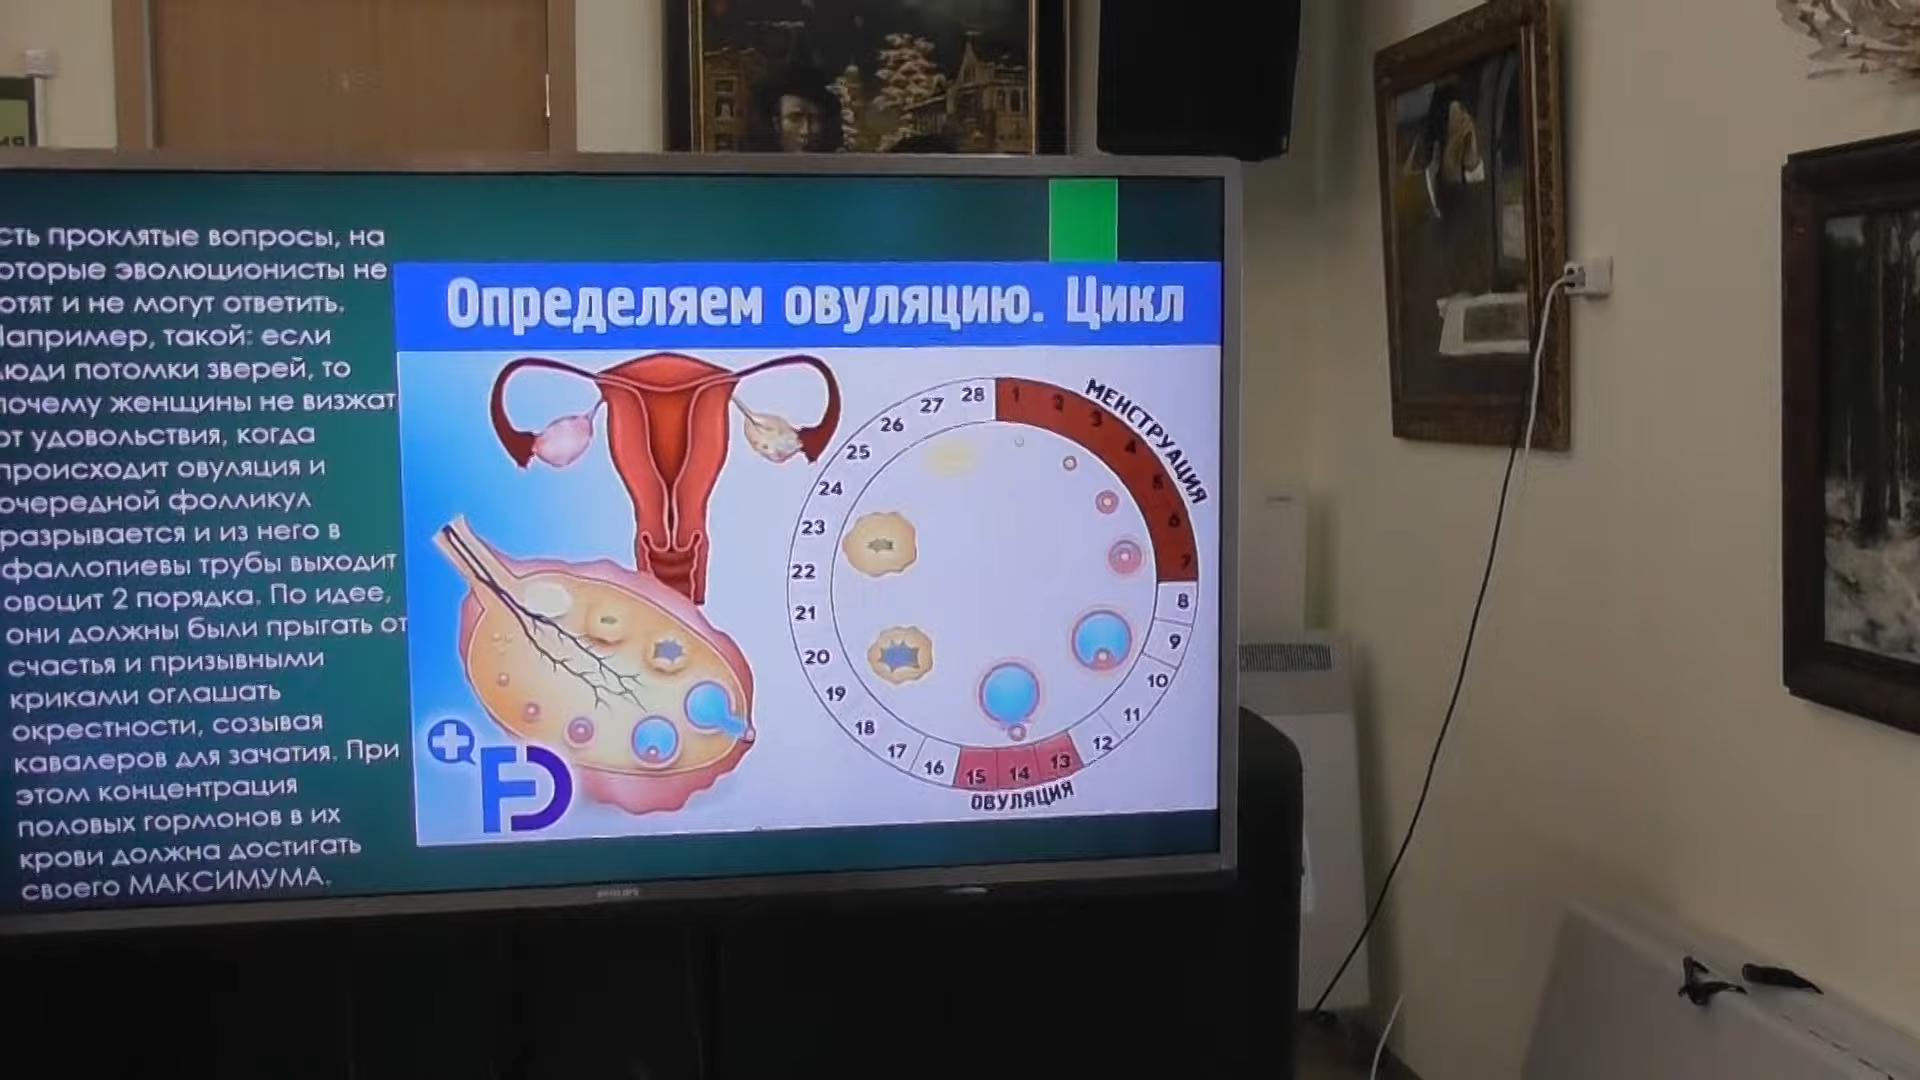 ия
сть проклятые вопросы, на
оторые эволюционисты не
отят и не могут ответить.
Например, такой: если
люди потомки зверей, то
почему женщины не визжат
от удовольствия, когда
происходит овуляция и
очередной фолликул
разрывается и из него в
фаллопиевы трубы выходит
овоцит 2 порядка. По идее,
они должны были прыгать от
счастья и призывными
криками оглашать
окрестности, созывая
кавалеров для зачатия. При
этом концентрация
половых гормонов в их
крови должна достигать
своего МАКСИМУМА.
Определяем овуляцию. Цикл
МЕНСТРУАЦИЯ
1
2
3
4
5
6
7
8
9
10
11
12
13
14
15
16
17
18
19
20
21
22
23
24
25
26
27
28
ОВУЛЯЦИЯ
FD
PHILIPS